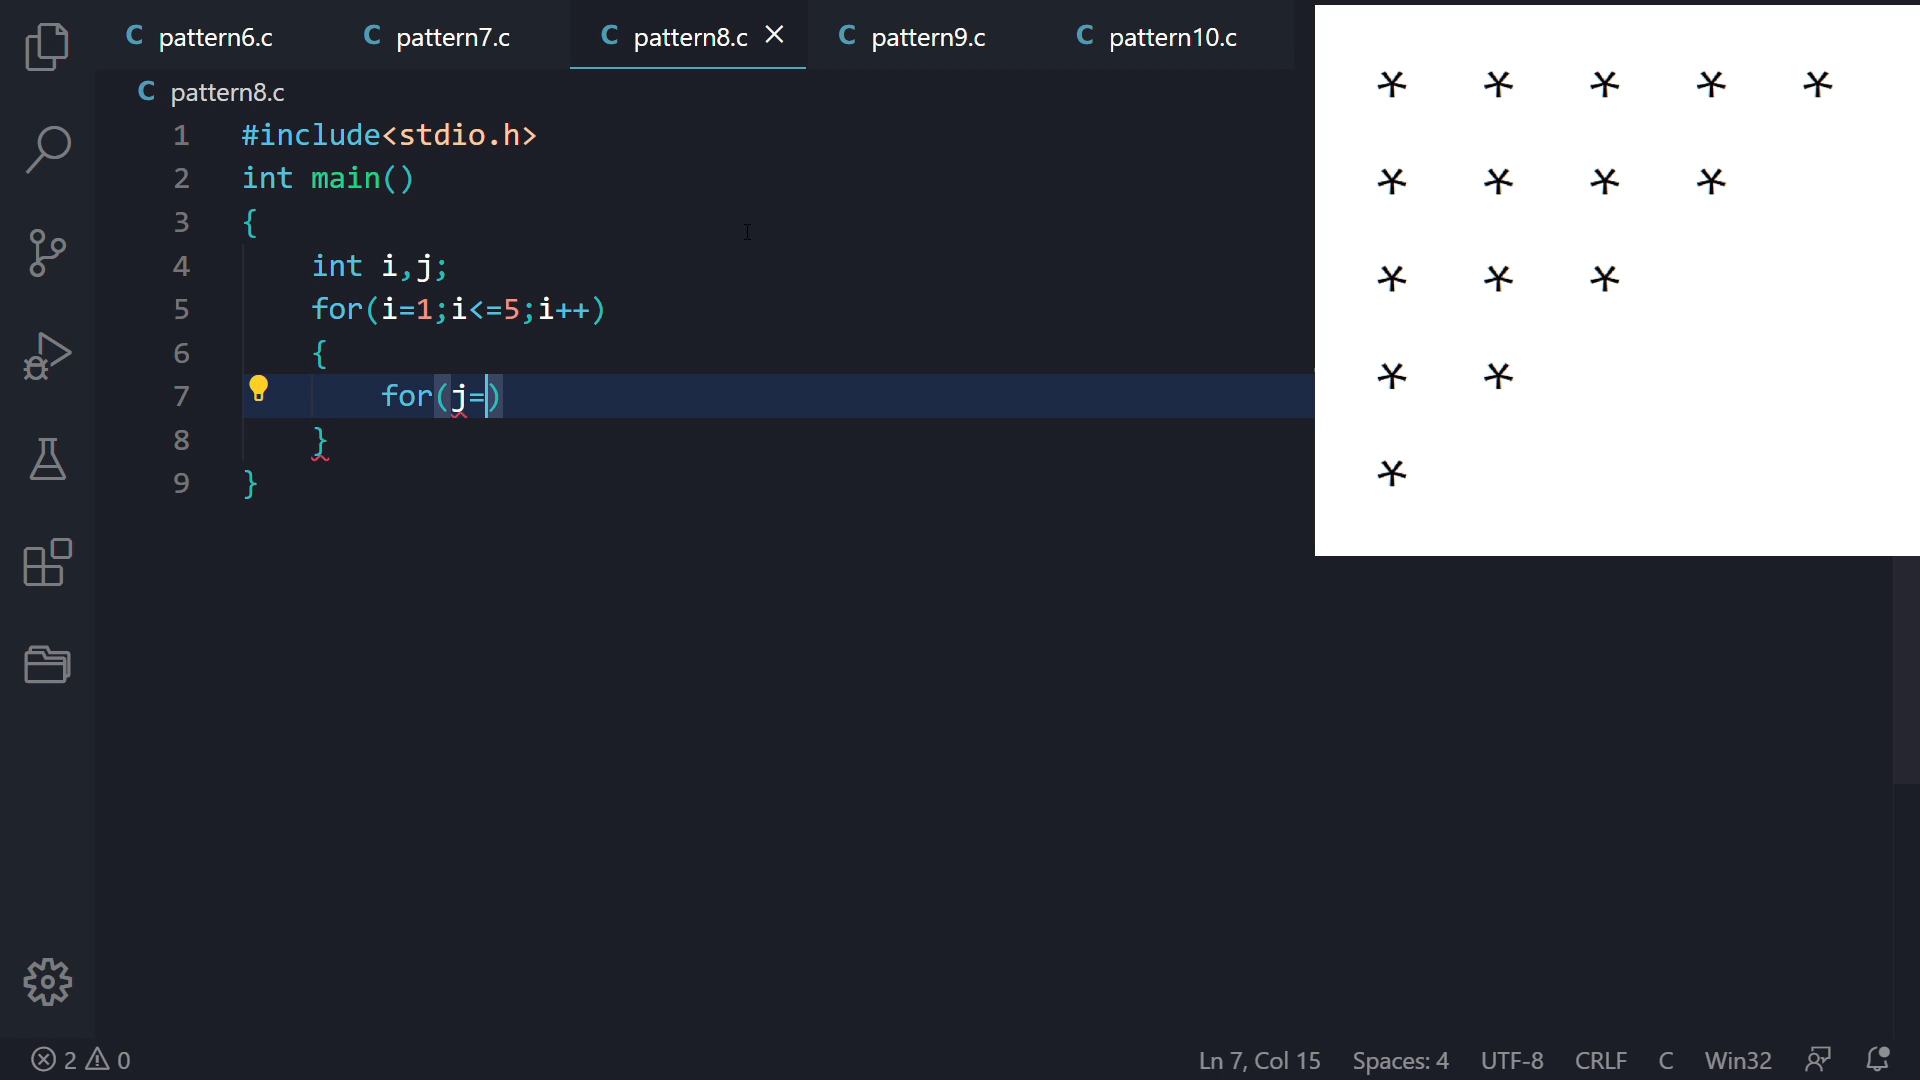 C pattern6.c C pattern7.c C pattern8.c C pattern9.c C pattern10.c
C pattern8.c
1 #include<stdio.h>
2 int main()
3 {
4     int i,j;
5     for(i=1;i<=5;i++)
6     {
7         for(j=)
8     }
9 }
* * * * *
* * * *
* * *
* *
*
2 0 Ln 7, Col 15 Spaces: 4 UTF-8 CRLF C Win32